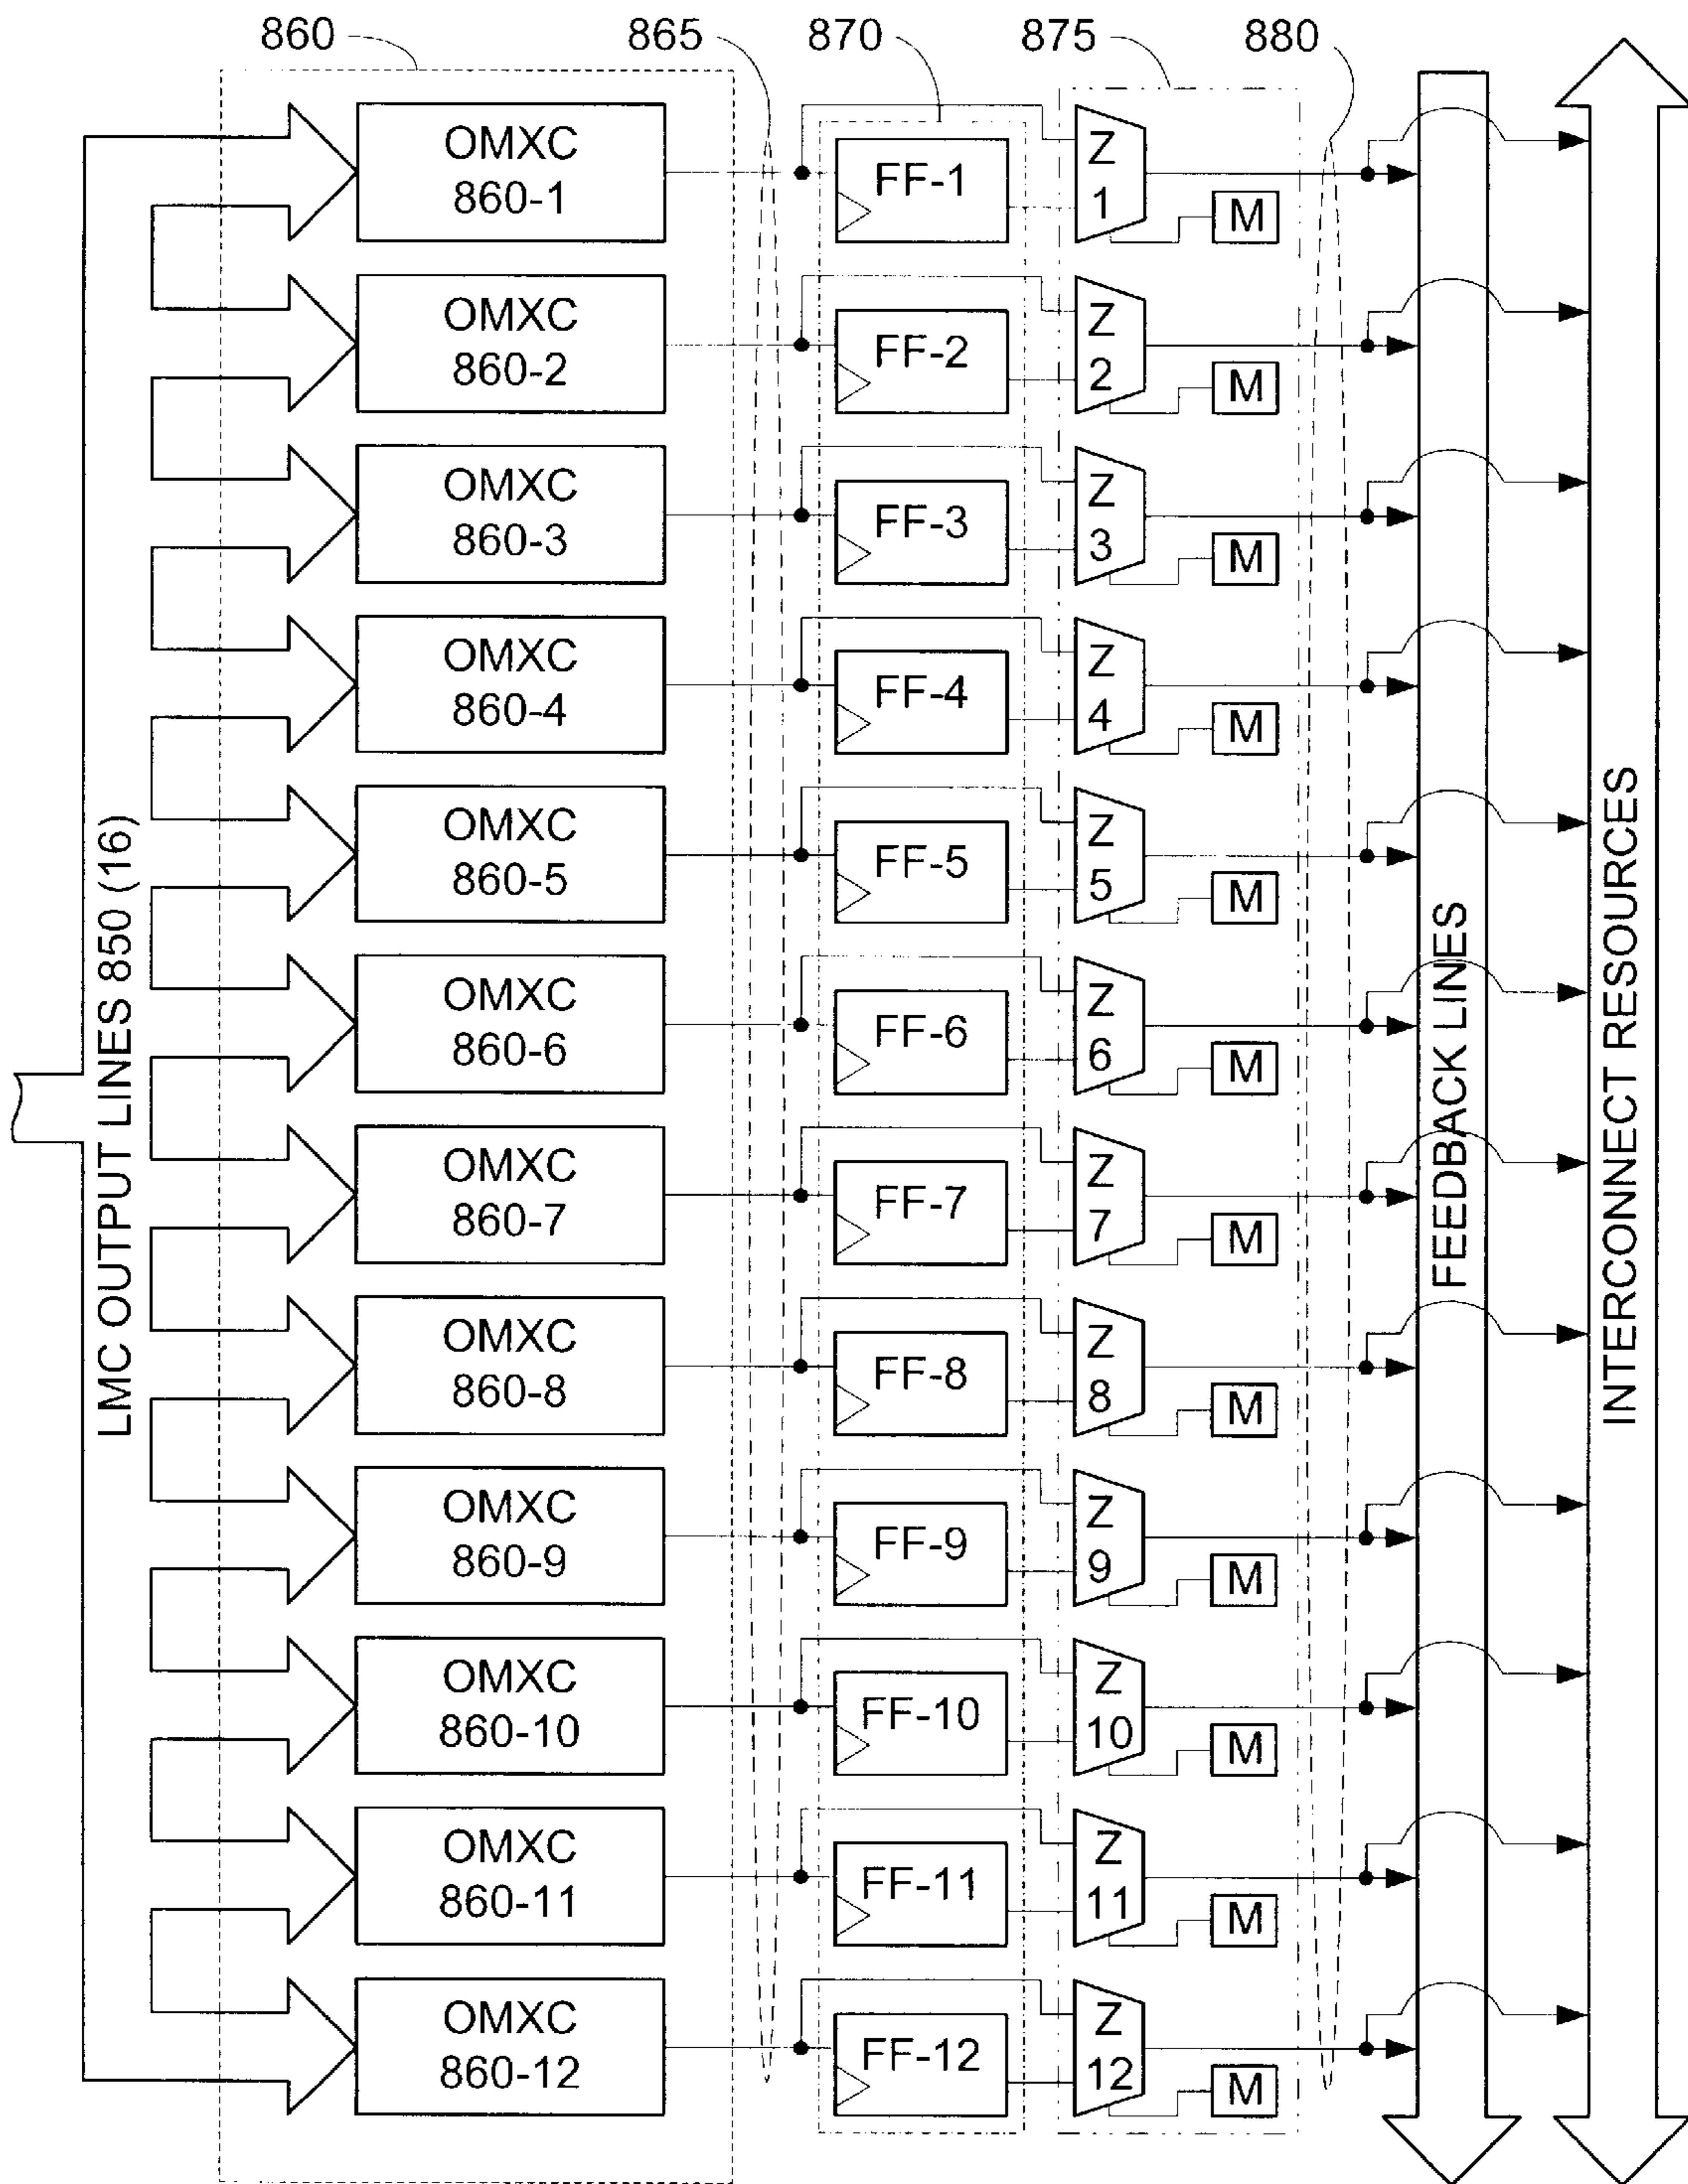 860
865
870
875
880
OMXC
860-1
FF-1
Z
1
M
OMXC
860-2
FF-2
Z
2
M
OMXC
860-3
FF-3
Z
3
M
OMXC
860-4
FF-4
Z
4
M
OMXC
860-5
FF-5
Z
5
M
OMXC
860-6
FF-6
Z
6
M
OMXC
860-7
FF-7
Z
7
M
OMXC
860-8
FF-8
Z
8
M
OMXC
860-9
FF-9
Z
9
M
OMXC
860-10
FF-10
Z
10
M
OMXC
860-11
FF-11
Z
11
M
OMXC
860-12
FF-12
Z
12
M
LMC OUTPUT LINES 850 (16)
FEEDBACK LINES
INTERCONNECT RESOURCES